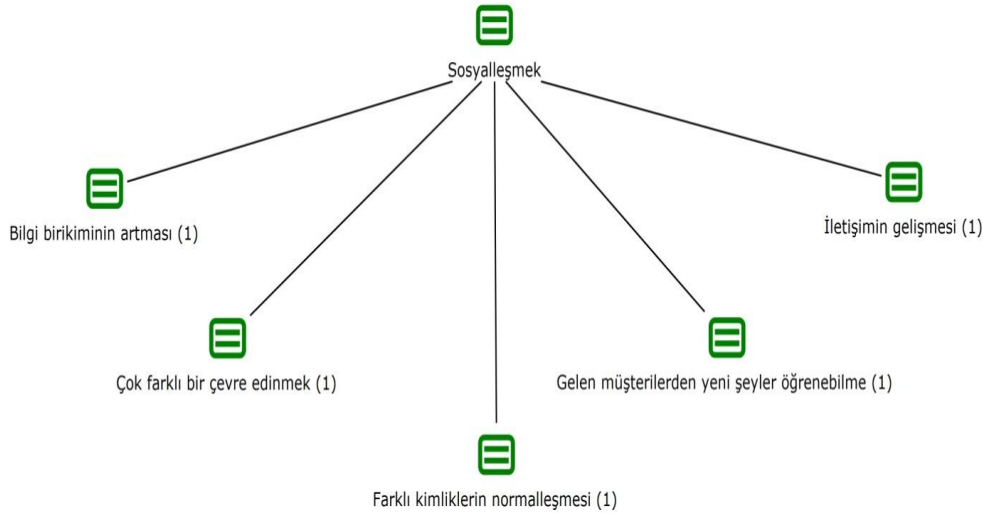 Sosyalleşmek
Bilgi birikiminin artması (1)
İletişimin gelişmesi (1)
Çok farklı bir çevre edinmek (1)
Gelen müşterilerden yeni şeyler öğrenebilme (1)
Farklı kimliklerin normalleşmesi (1)